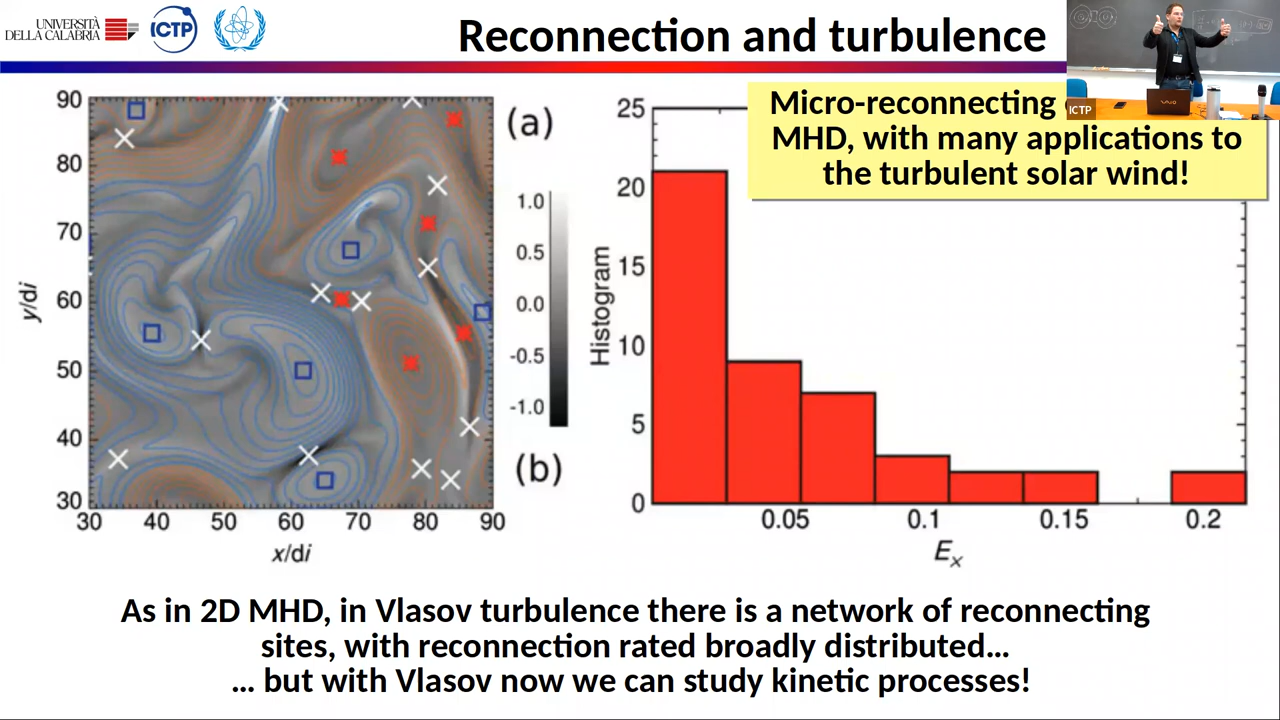 UNIVERSITÀ
DELLA CALABRIA
ICTP
Reconnection and turbulence
ICTP
VAIO
Micro-reconnecting
MHD, with many applications to
the turbulent solar wind!
(a)
(b)
90
80
70
60
50
40
30
y/di
30 40 50 60 70 80 90
x/di
1.0
0.5
0.0
-0.5
-1.0
25
20
15
10
5
0
Histogram
0.05 0.1 0.15 0.2
Ex
As in 2D MHD, in Vlasov turbulence there is a network of reconnecting
sites, with reconnection rated broadly distributed…
… but with Vlasov now we can study kinetic processes!